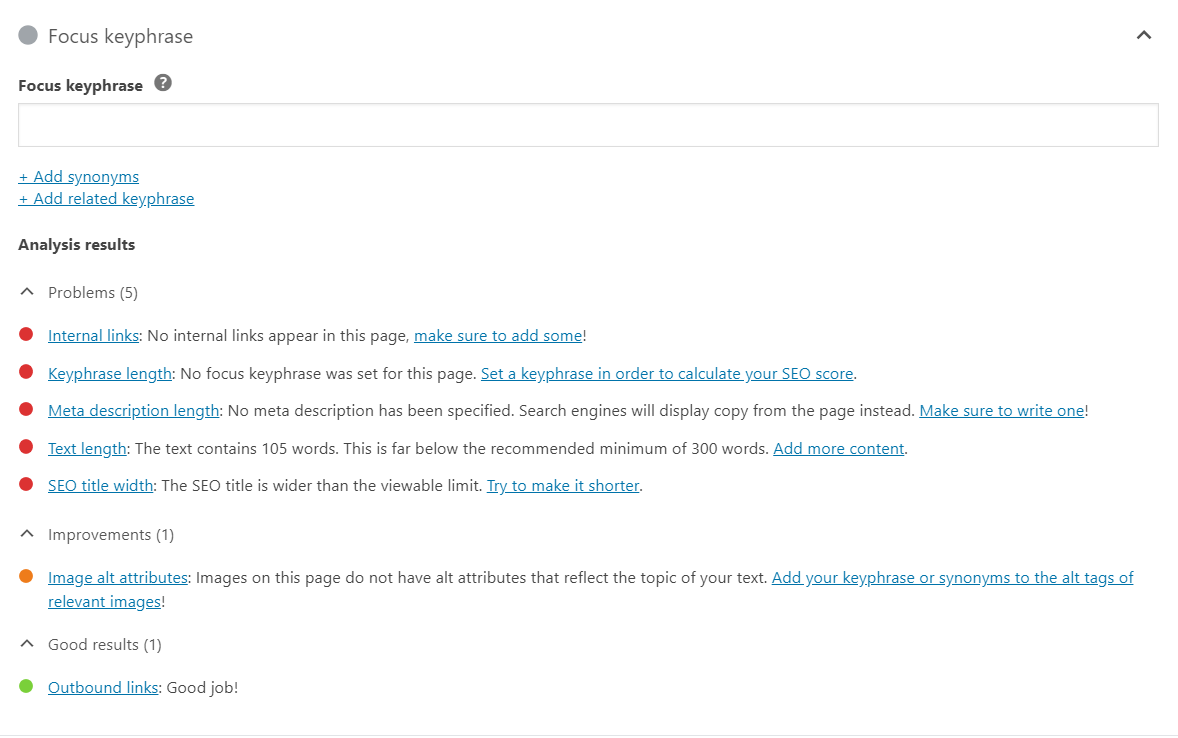 Focus keyphrase
Focus keyphrase ?
+ Add synonyms
+ Add related keyphrase
Analysis results
Problems (5)
Internal links: No internal links appear in this page, make sure to add some!
Keyphrase length: No focus keyphrase was set for this page. Set a keyphrase in order to calculate your SEO score.
Meta description length: No meta description has been specified. Search engines will display copy from the page instead. Make sure to write one!
Text length: The text contains 105 words. This is far below the recommended minimum of 300 words. Add more content.
SEO title width: The SEO title is wider than the viewable limit. Try to make it shorter.
Improvements (1)
Image alt attributes: Images on this page do not have alt attributes that reflect the topic of your text. Add your keyphrase or synonyms to the alt tags of
relevant images!
Good results (1)
Outbound links: Good job!